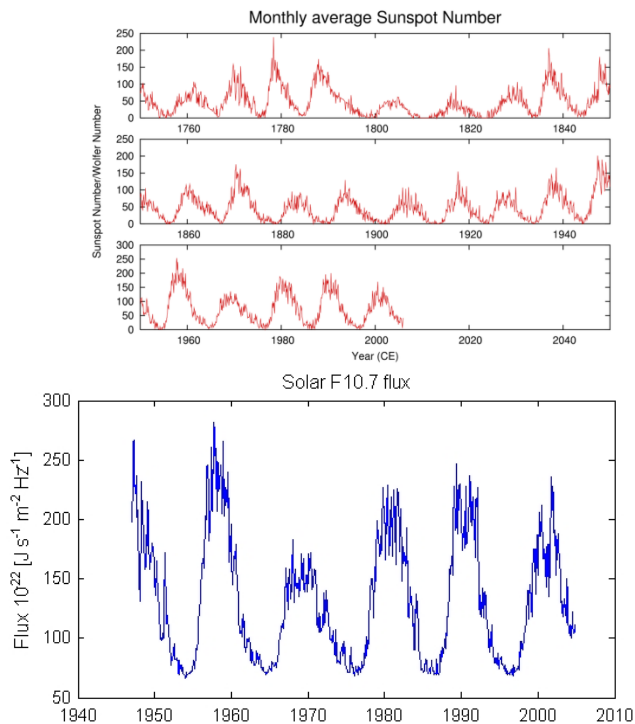 Monthly average Sunspot Number
250
200
150
100
50
0
1760 1780 1800 1820 1840
250
200
150
100
50
0
1860 1880 1900 1920 1940
300
250
200
150
100
50
0
1960 1980 2000 2020 2040
Sunspot Number/Wolfer Number
Year (CE)
Solar F10.7 flux
300
250
200
150
100
50
Flux 10²² [J s⁻¹ m⁻² Hz⁻¹]
1940 1950 1960 1970 1980 1990 2000 2010